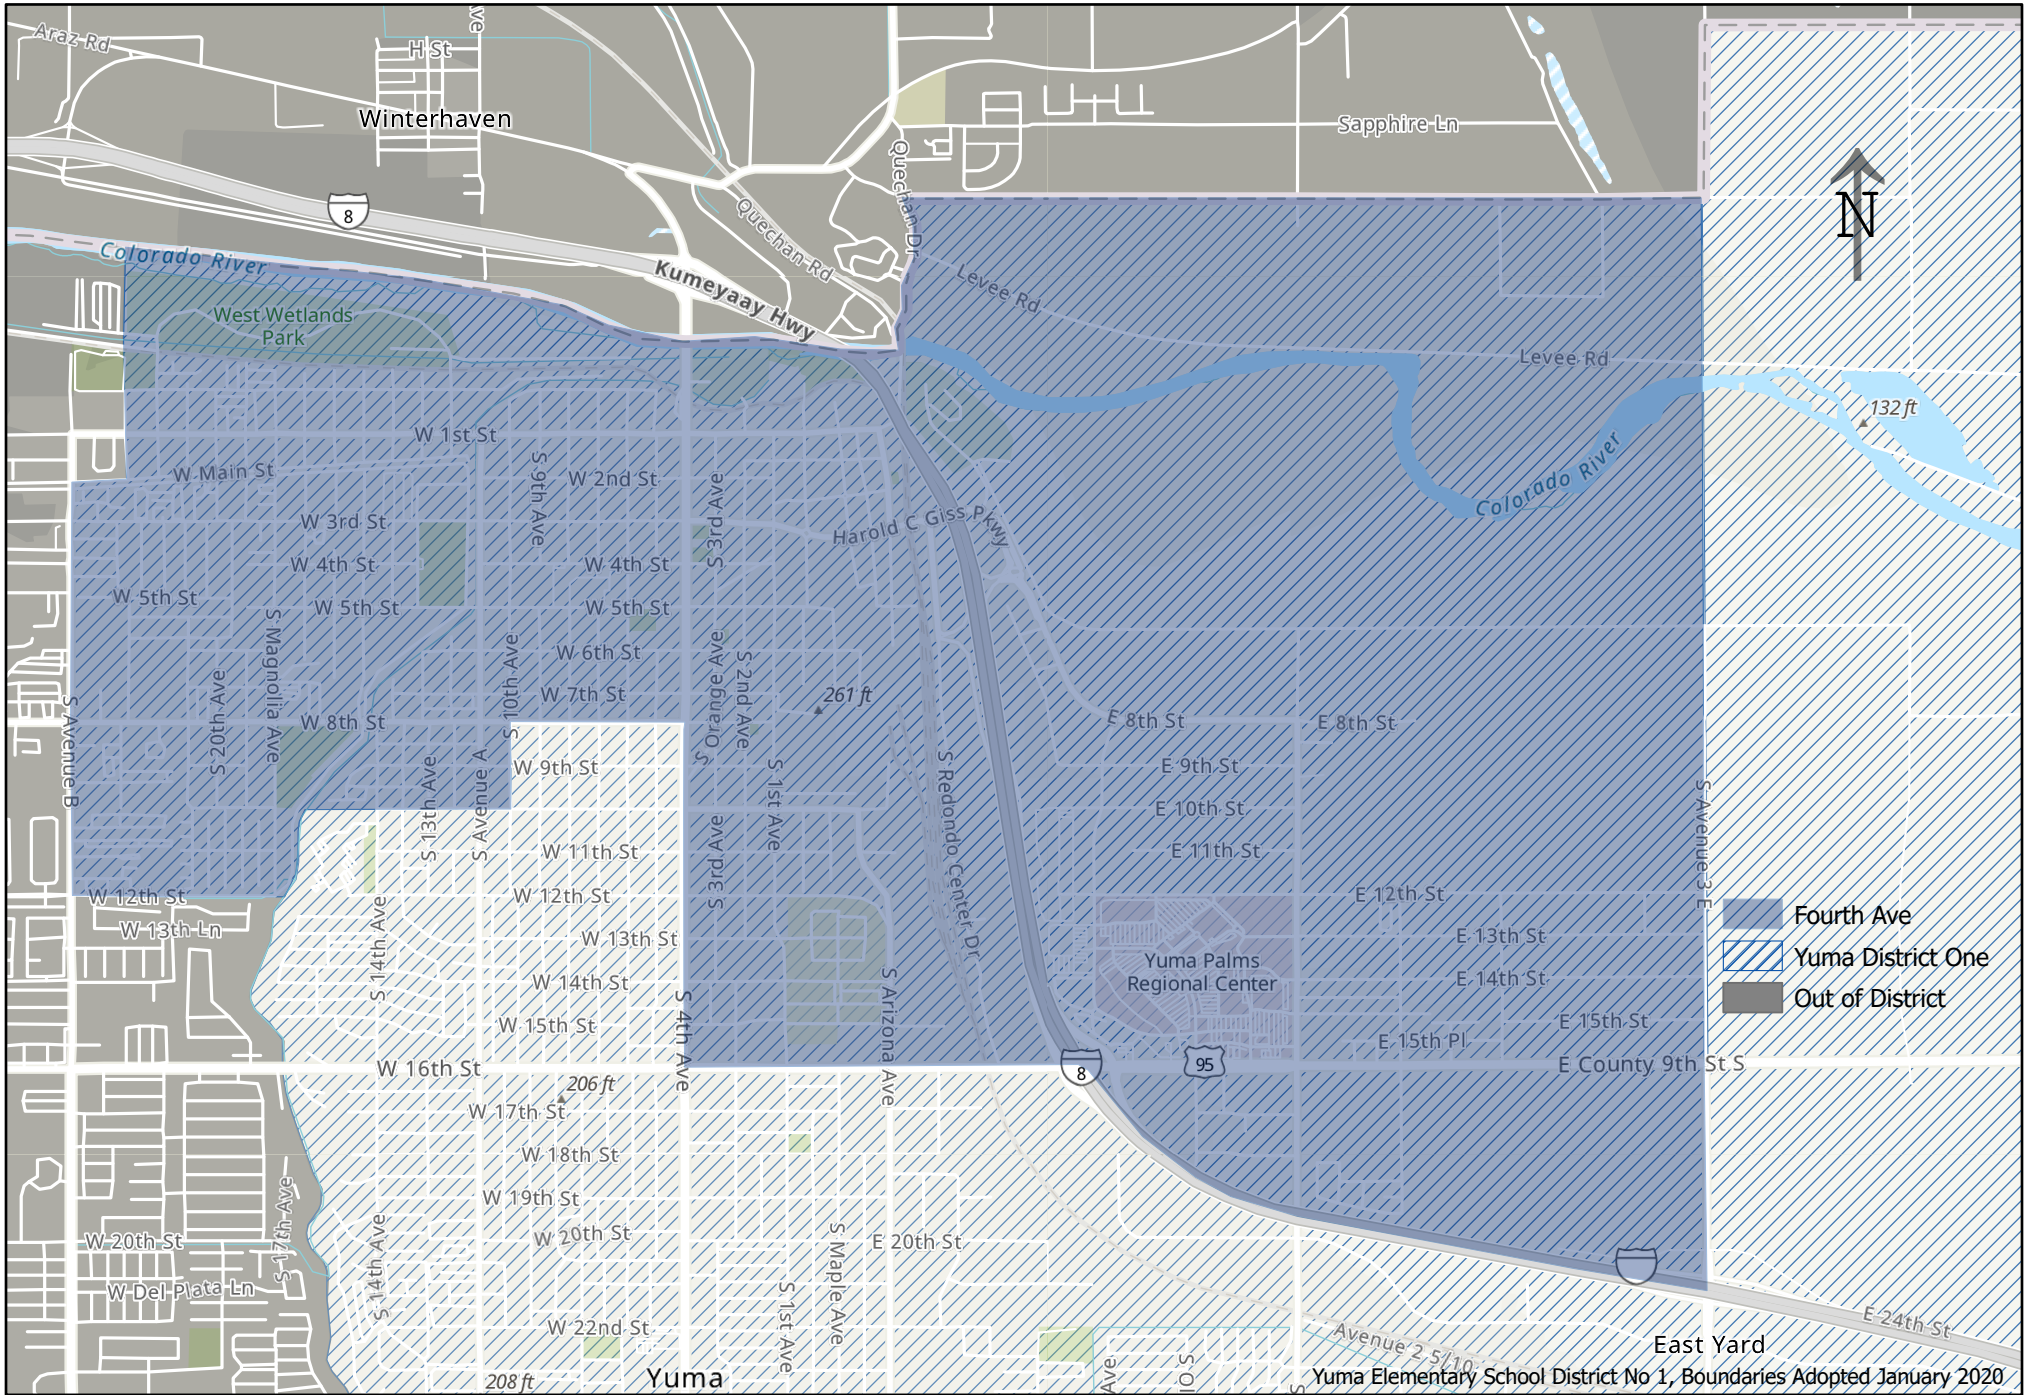 Araz Rd
H St
Ave
Winterhaven
Sapphire Ln
Quechan Dr
8
Quechan Rd
N
Colorado River
Kumeyaay Hwy
Levee Rd
West Wetlands
Park
Levee Rd
132 ft
W 1st St
W Main St
S 9th Ave
W 2nd St
S 3rd Ave
Colorado River
W 3rd St
Harold C Giss Pkwy
W 4th St
W 4th St
W 5th St
W 5th St
W 5th St
S Magnolia Ave
S 10th Ave
W 6th St
S Orange Ave
S 2nd Ave
S 20th Ave
W 7th St
261 ft
S Avenue B
W 8th St
E 8th St
E 8th St
S 13th Ave
S Avenue A
W 9th St
S 1st Ave
S Redondo Center Dr
E 9th St
S Avenue 3 E
E 10th St
W 11th St
S 3rd Ave
E 11th St
W 12th St
W 12th St
E 12th St
Fourth Ave
W 13th Ln
S 14th Ave
W 13th St
E 13th St
Yuma District One
Yuma Palms
Regional Center
W 14th St
E 14th St
Out of District
S 4th Ave
S Arizona Ave
W 15th St
E 15th St
E 15th Pl
W 16th St
8
95
E County 9th St S
206 ft
W 17th St
W 18th St
S 17th Ave
W 19th St
W 20th St
S 14th Ave
W 20th St
S Maple Ave
E 20th St
W Del Plata Ln
S 1st Ave
W 22nd St
Avenue 2 5/10
E 24th St
East Yard
208 ft
Yuma
Ave
S
Yuma Elementary School District No 1, Boundaries Adopted January 2020